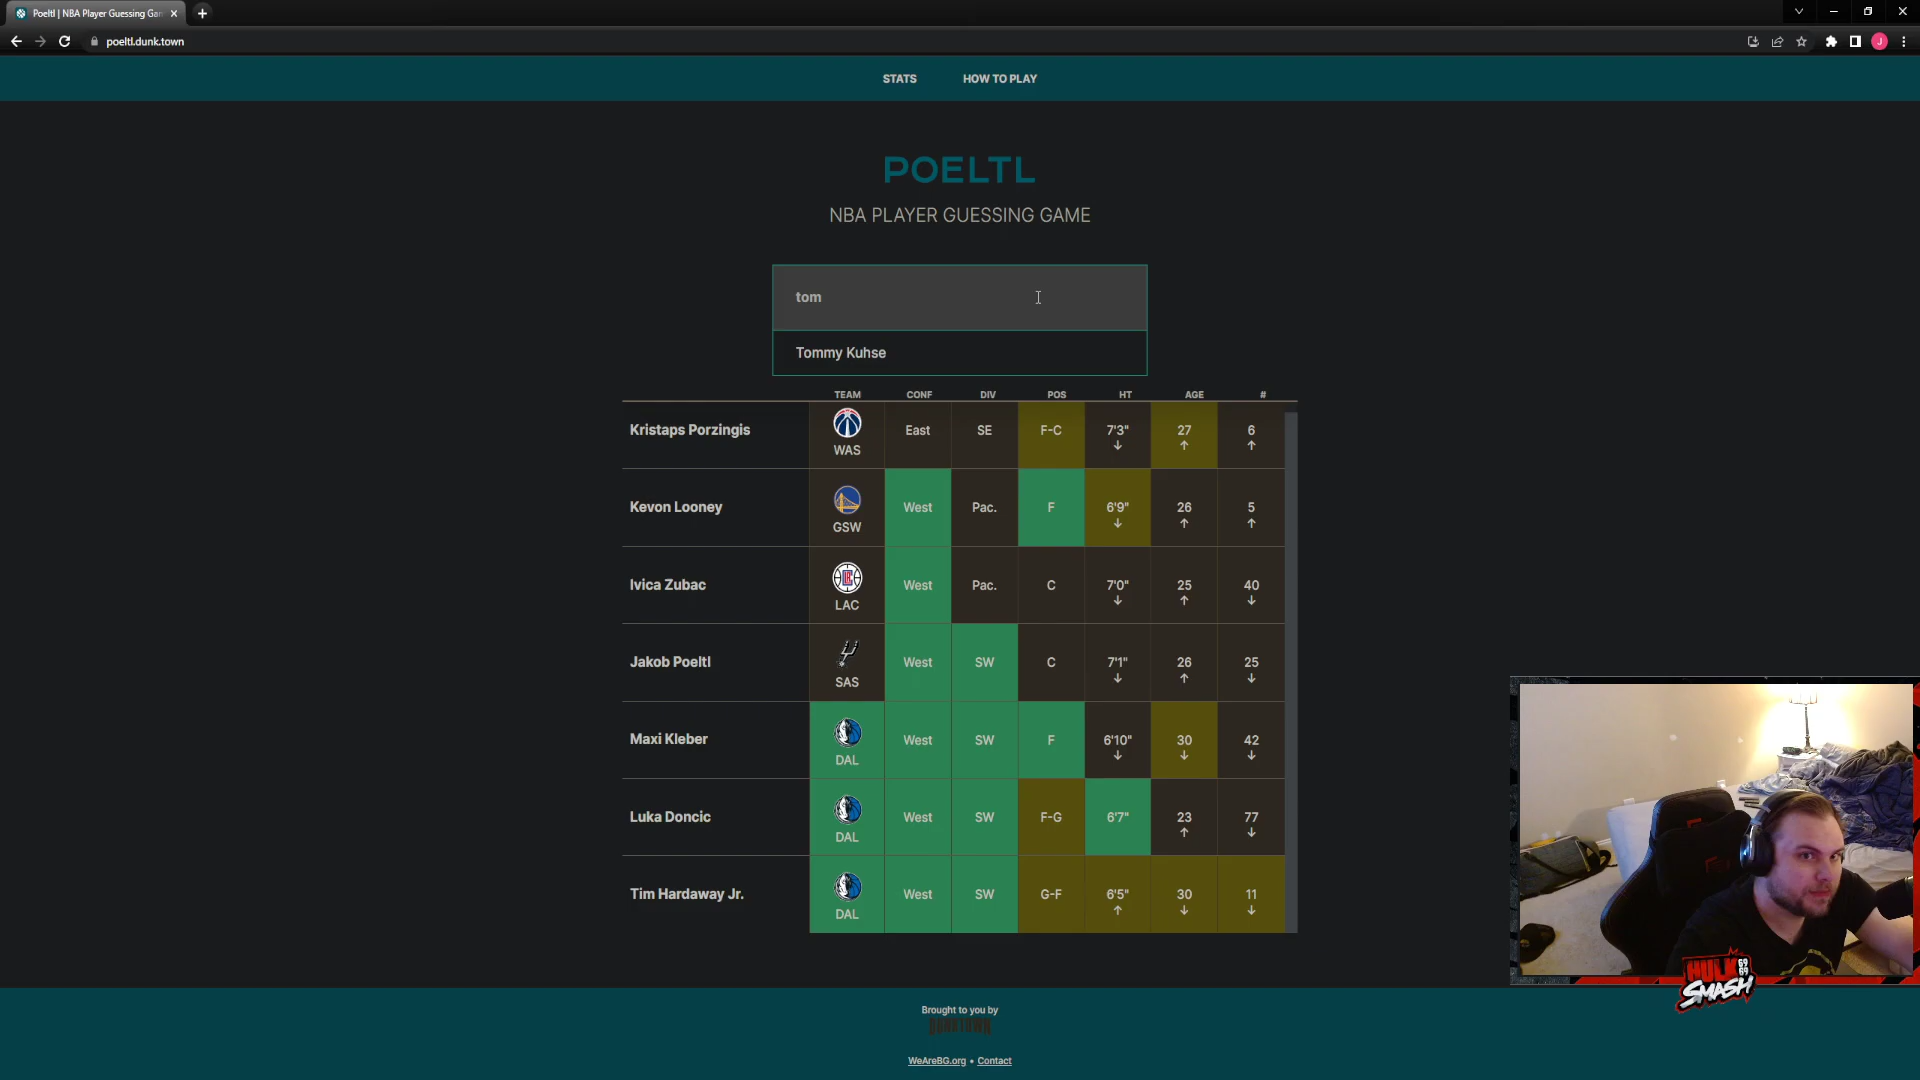 Poeltl | NBA Player Guessing Gam
poeltl.dunk.town
J
STATS HOW TO PLAY
POELTL
NBA PLAYER GUESSING GAME
tom
Tommy Kuhse
TEAM CONF DIV POS HT AGE #
Kristaps Porzingis WAS East SE F-C 7'3" ↓ 27 ↑ 6 ↑
Kevon Looney GSW West Pac. F 6'9" ↓ 26 ↑ 5 ↑
Ivica Zubac LAC West Pac. C 7'0" ↓ 25 ↑ 40 ↓
Jakob Poeltl SAS West SW C 7'1" ↓ 26 ↑ 25 ↓
Maxi Kleber DAL West SW F 6'10" ↓ 30 ↓ 42 ↓
Luka Doncic DAL West SW F-G 6'7" 23 ↑ 77 ↓
Tim Hardaway Jr. DAL West SW G-F 6'5" ↑ 30 ↓ 11 ↓
HULK 6969
SMASH
Brought to you by
DUNKTOWN
WeAreBG.org • Contact